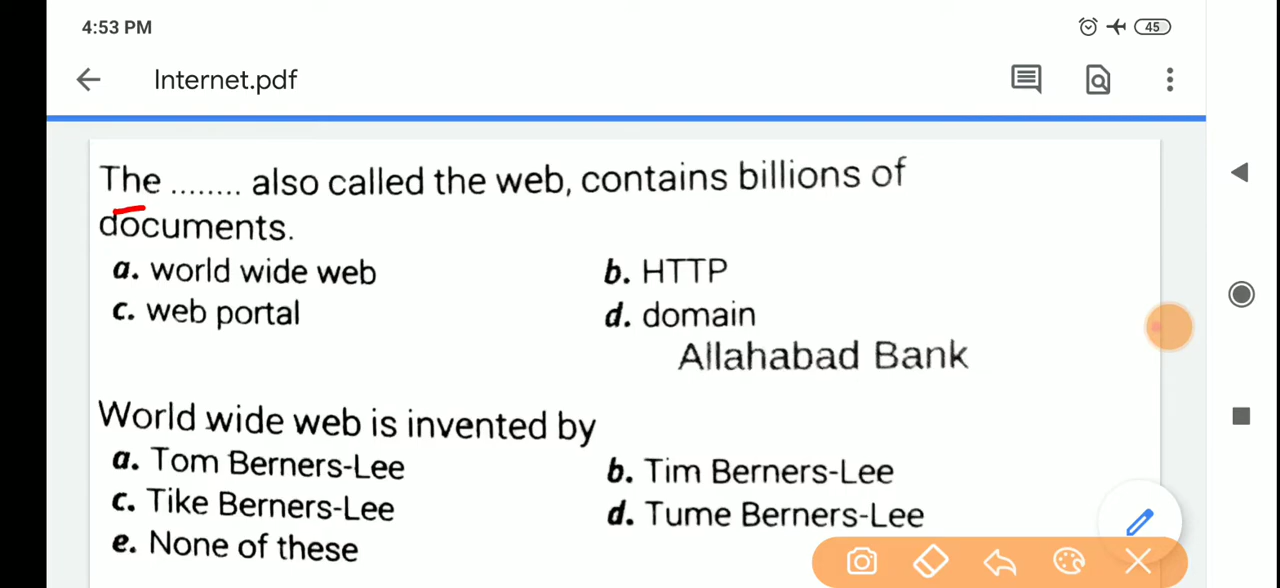 4:53 PM
45
Internet.pdf
The ........ also called the web, contains billions of
documents.
a. world wide web b. HTTP
c. web portal d. domain
Allahabad Bank
World wide web is invented by
a. Tom Berners-Lee b. Tim Berners-Lee
c. Tike Berners-Lee d. Tume Berners-Lee
e. None of these